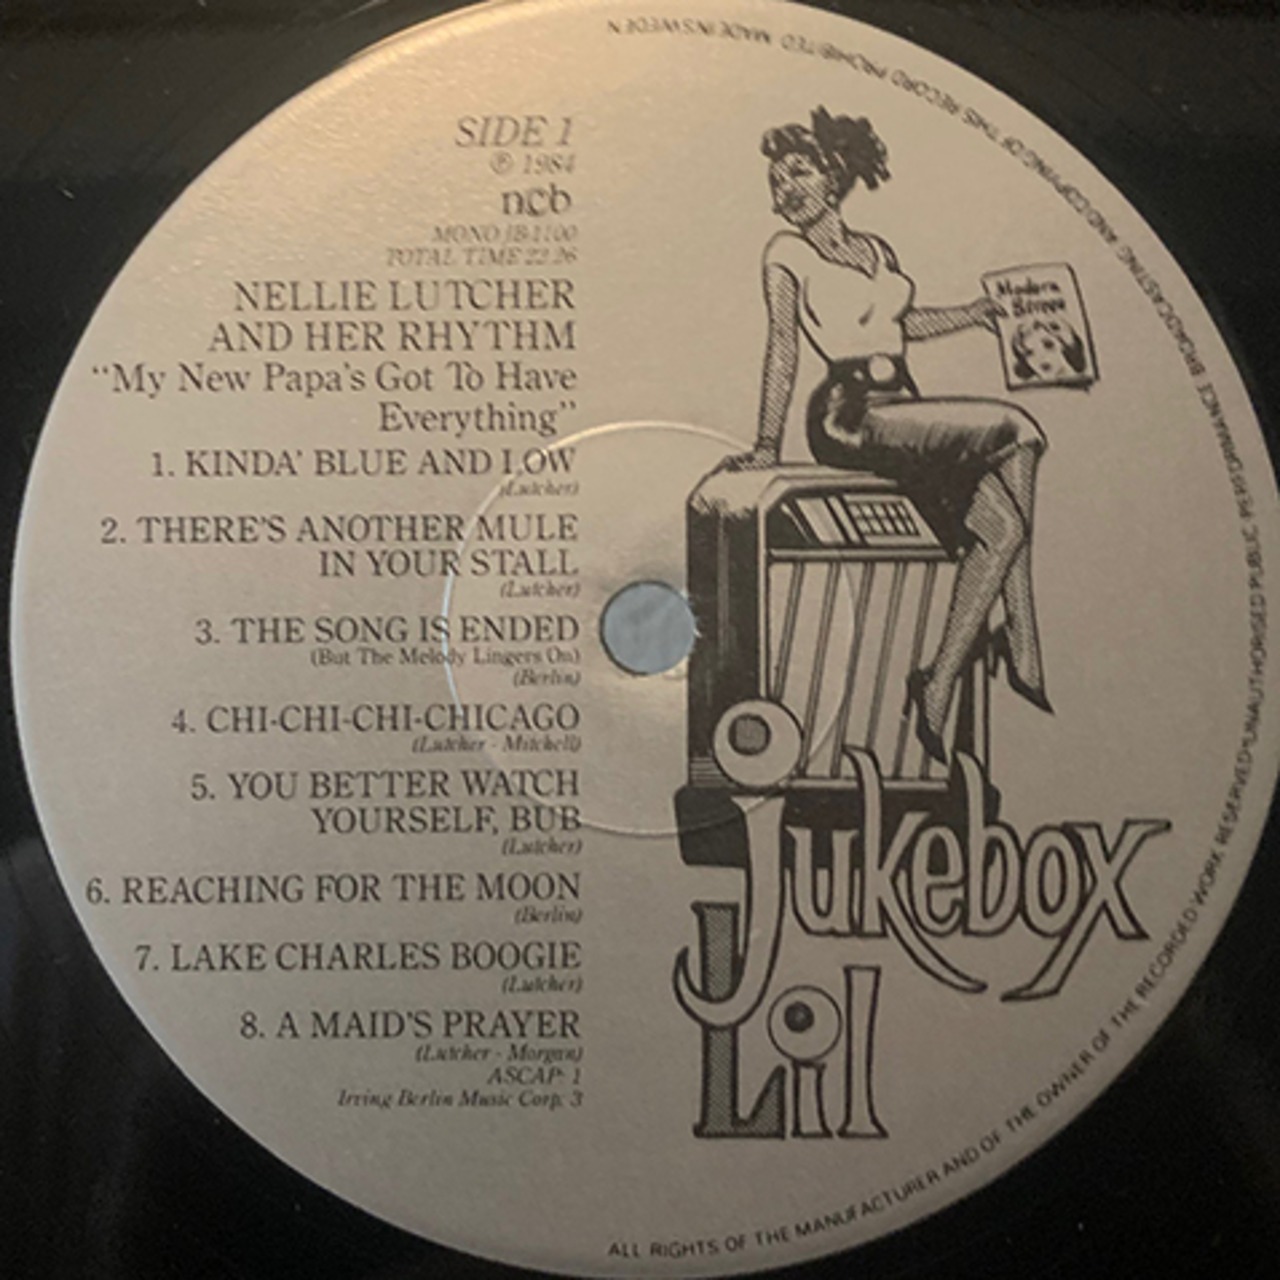 SIDE 1
℗ 1984
ncb
MONO JB-1100
TOTAL TIME 22.26
NELLIE LUTCHER
AND HER RHYTHM
“My New Papa's Got To Have
Everything”
1. KINDA' BLUE AND LOW
(Lutcher)
2. THERE'S ANOTHER MULE
IN YOUR STALL
(Lutcher)
3. THE SONG IS ENDED
(But The Melody Lingers On)
(Berlin)
4. CHI-CHI-CHI-CHICAGO
(Lutcher - Mitchell)
5. YOU BETTER WATCH
YOURSELF, BUB
(Lutcher)
6. REACHING FOR THE MOON
(Berlin)
7. LAKE CHARLES BOOGIE
(Lutcher)
8. A MAID'S PRAYER
(Lutcher - Morgan)
ASCAP: 1
Irving Berlin Music Corp: 3
Modern
Jukebox
Lil
ALL RIGHTS OF THE MANUFACTURER AND OF THE OWNER OF THE RECORDED WORK RESERVED. UNAUTHORISED PUBLIC PERFORMANCE BROADCASTING AND COPYING OF THIS RECORD PROHIBITED MADE IN SWEDEN